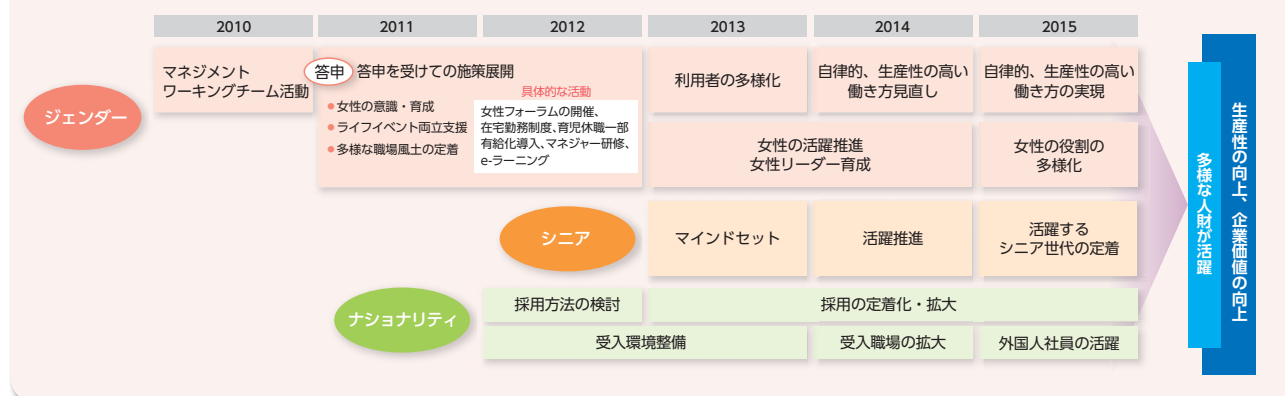 2010
2011
2012
2013
2014
2015
ジェンダー
マネジメント
ワーキングチーム活動
答申
答申を受けての施策展開
●女性の意識・育成
●ライフイベント両立支援
●多様な職場風土の定着
具体的な活動
女性フォーラムの開催、
在宅勤務制度、育児休職一部
有給化導入、マネジャー研修、
e-ラーニング
利用者の多様化
自律的、生産性の高い
働き方見直し
自律的、生産性の高い
働き方の実現
女性の活躍推進
女性リーダー育成
女性の役割の
多様化
シニア
マインドセット
活躍推進
活躍する
シニア世代の定着
ナショナリティ
採用方法の検討
採用の定着化・拡大
受入環境整備
受入職場の拡大
外国人社員の活躍
多様な人財が活躍
生産性の向上、企業価値の向上